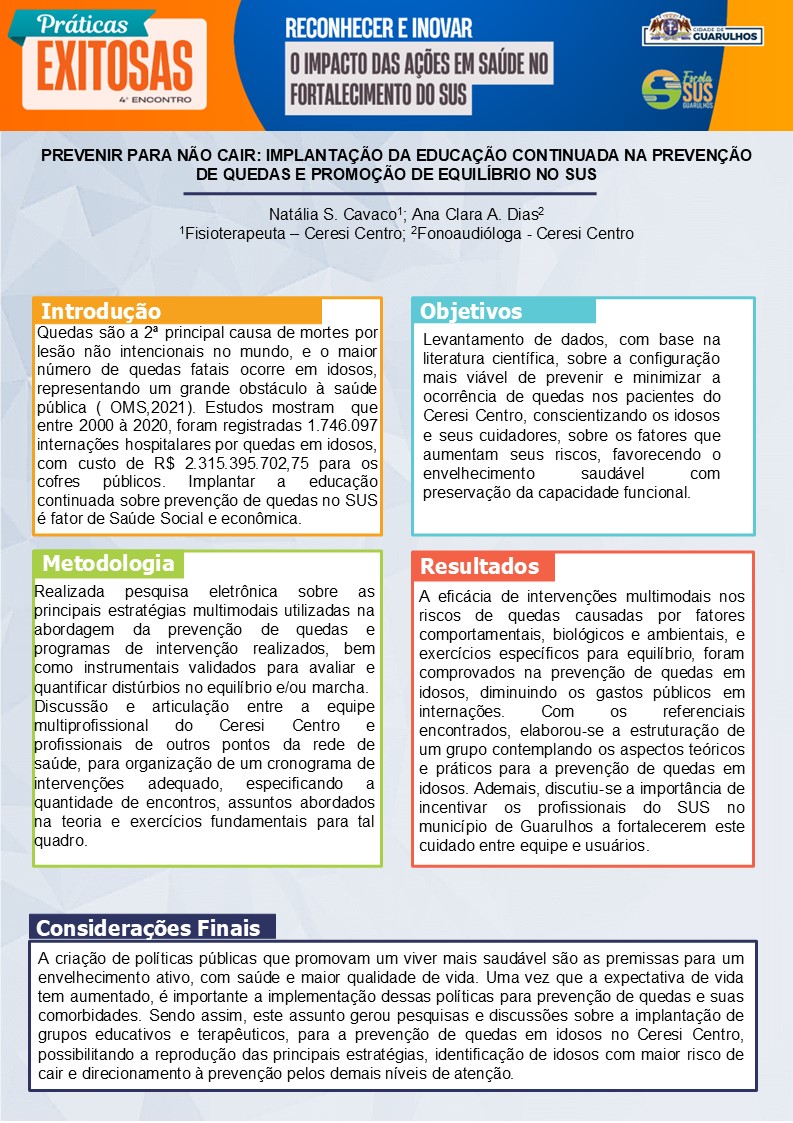 Práticas
EXITOSAS
4º ENCONTRO
RECONHECER E INOVAR
O IMPACTO DAS AÇÕES EM SAÚDE NO
FORTALECIMENTO DO SUS
CIDADE DE
GUARULHOS
Escola
SUS
GUARULHOS
PREVENIR PARA NÃO CAIR: IMPLANTAÇÃO DA EDUCAÇÃO CONTINUADA NA PREVENÇÃO
DE QUEDAS E PROMOÇÃO DE EQUILÍBRIO NO SUS
Natália S. Cavaco¹; Ana Clara A. Dias²
¹Fisioterapeuta – Ceresi Centro; ²Fonoaudióloga - Ceresi Centro
Introdução
Quedas são a 2ª principal causa de mortes por
lesão não intencionais no mundo, e o maior
número de quedas fatais ocorre em idosos,
representando um grande obstáculo à saúde
pública ( OMS,2021). Estudos mostram que
entre 2000 à 2020, foram registradas 1.746.097
internações hospitalares por quedas em idosos,
com custo de R$ 2.315.395.702,75 para os
cofres públicos. Implantar a educação
continuada sobre prevenção de quedas no SUS
é fator de Saúde Social e econômica.
Objetivos
Levantamento de dados, com base na
literatura científica, sobre a configuração
mais viável de prevenir e minimizar a
ocorrência de quedas nos pacientes do
Ceresi Centro, conscientizando os idosos
e seus cuidadores, sobre os fatores que
aumentam seus riscos, favorecendo o
envelhecimento saudável com
preservação da capacidade funcional.
Metodologia
Realizada pesquisa eletrônica sobre as
principais estratégias multimodais utilizadas na
abordagem da prevenção de quedas e
programas de intervenção realizados, bem
como instrumentais validados para avaliar e
quantificar distúrbios no equilíbrio e/ou marcha.
Discussão e articulação entre a equipe
multiprofissional do Ceresi Centro e
profissionais de outros pontos da rede de
saúde, para organização de um cronograma de
intervenções adequado, especificando a
quantidade de encontros, assuntos abordados
na teoria e exercícios fundamentais para tal
quadro.
Resultados
A eficácia de intervenções multimodais nos
riscos de quedas causadas por fatores
comportamentais, biológicos e ambientais, e
exercícios específicos para equilíbrio, foram
comprovados na prevenção de quedas em
idosos, diminuindo os gastos públicos em
internações. Com os referenciais
encontrados, elaborou-se a estruturação de
um grupo contemplando os aspectos teóricos
e práticos para a prevenção de quedas em
idosos. Ademais, discutiu-se a importância de
incentivar os profissionais do SUS no
município de Guarulhos a fortalecerem este
cuidado entre equipe e usuários.
Considerações Finais
A criação de políticas públicas que promovam um viver mais saudável são as premissas para um
envelhecimento ativo, com saúde e maior qualidade de vida. Uma vez que a expectativa de vida
tem aumentado, é importante a implementação dessas políticas para prevenção de quedas e suas
comorbidades. Sendo assim, este assunto gerou pesquisas e discussões sobre a implantação de
grupos educativos e terapêuticos, para a prevenção de quedas em idosos no Ceresi Centro,
possibilitando a reprodução das principais estratégias, identificação de idosos com maior risco de
cair e direcionamento à prevenção pelos demais níveis de atenção.